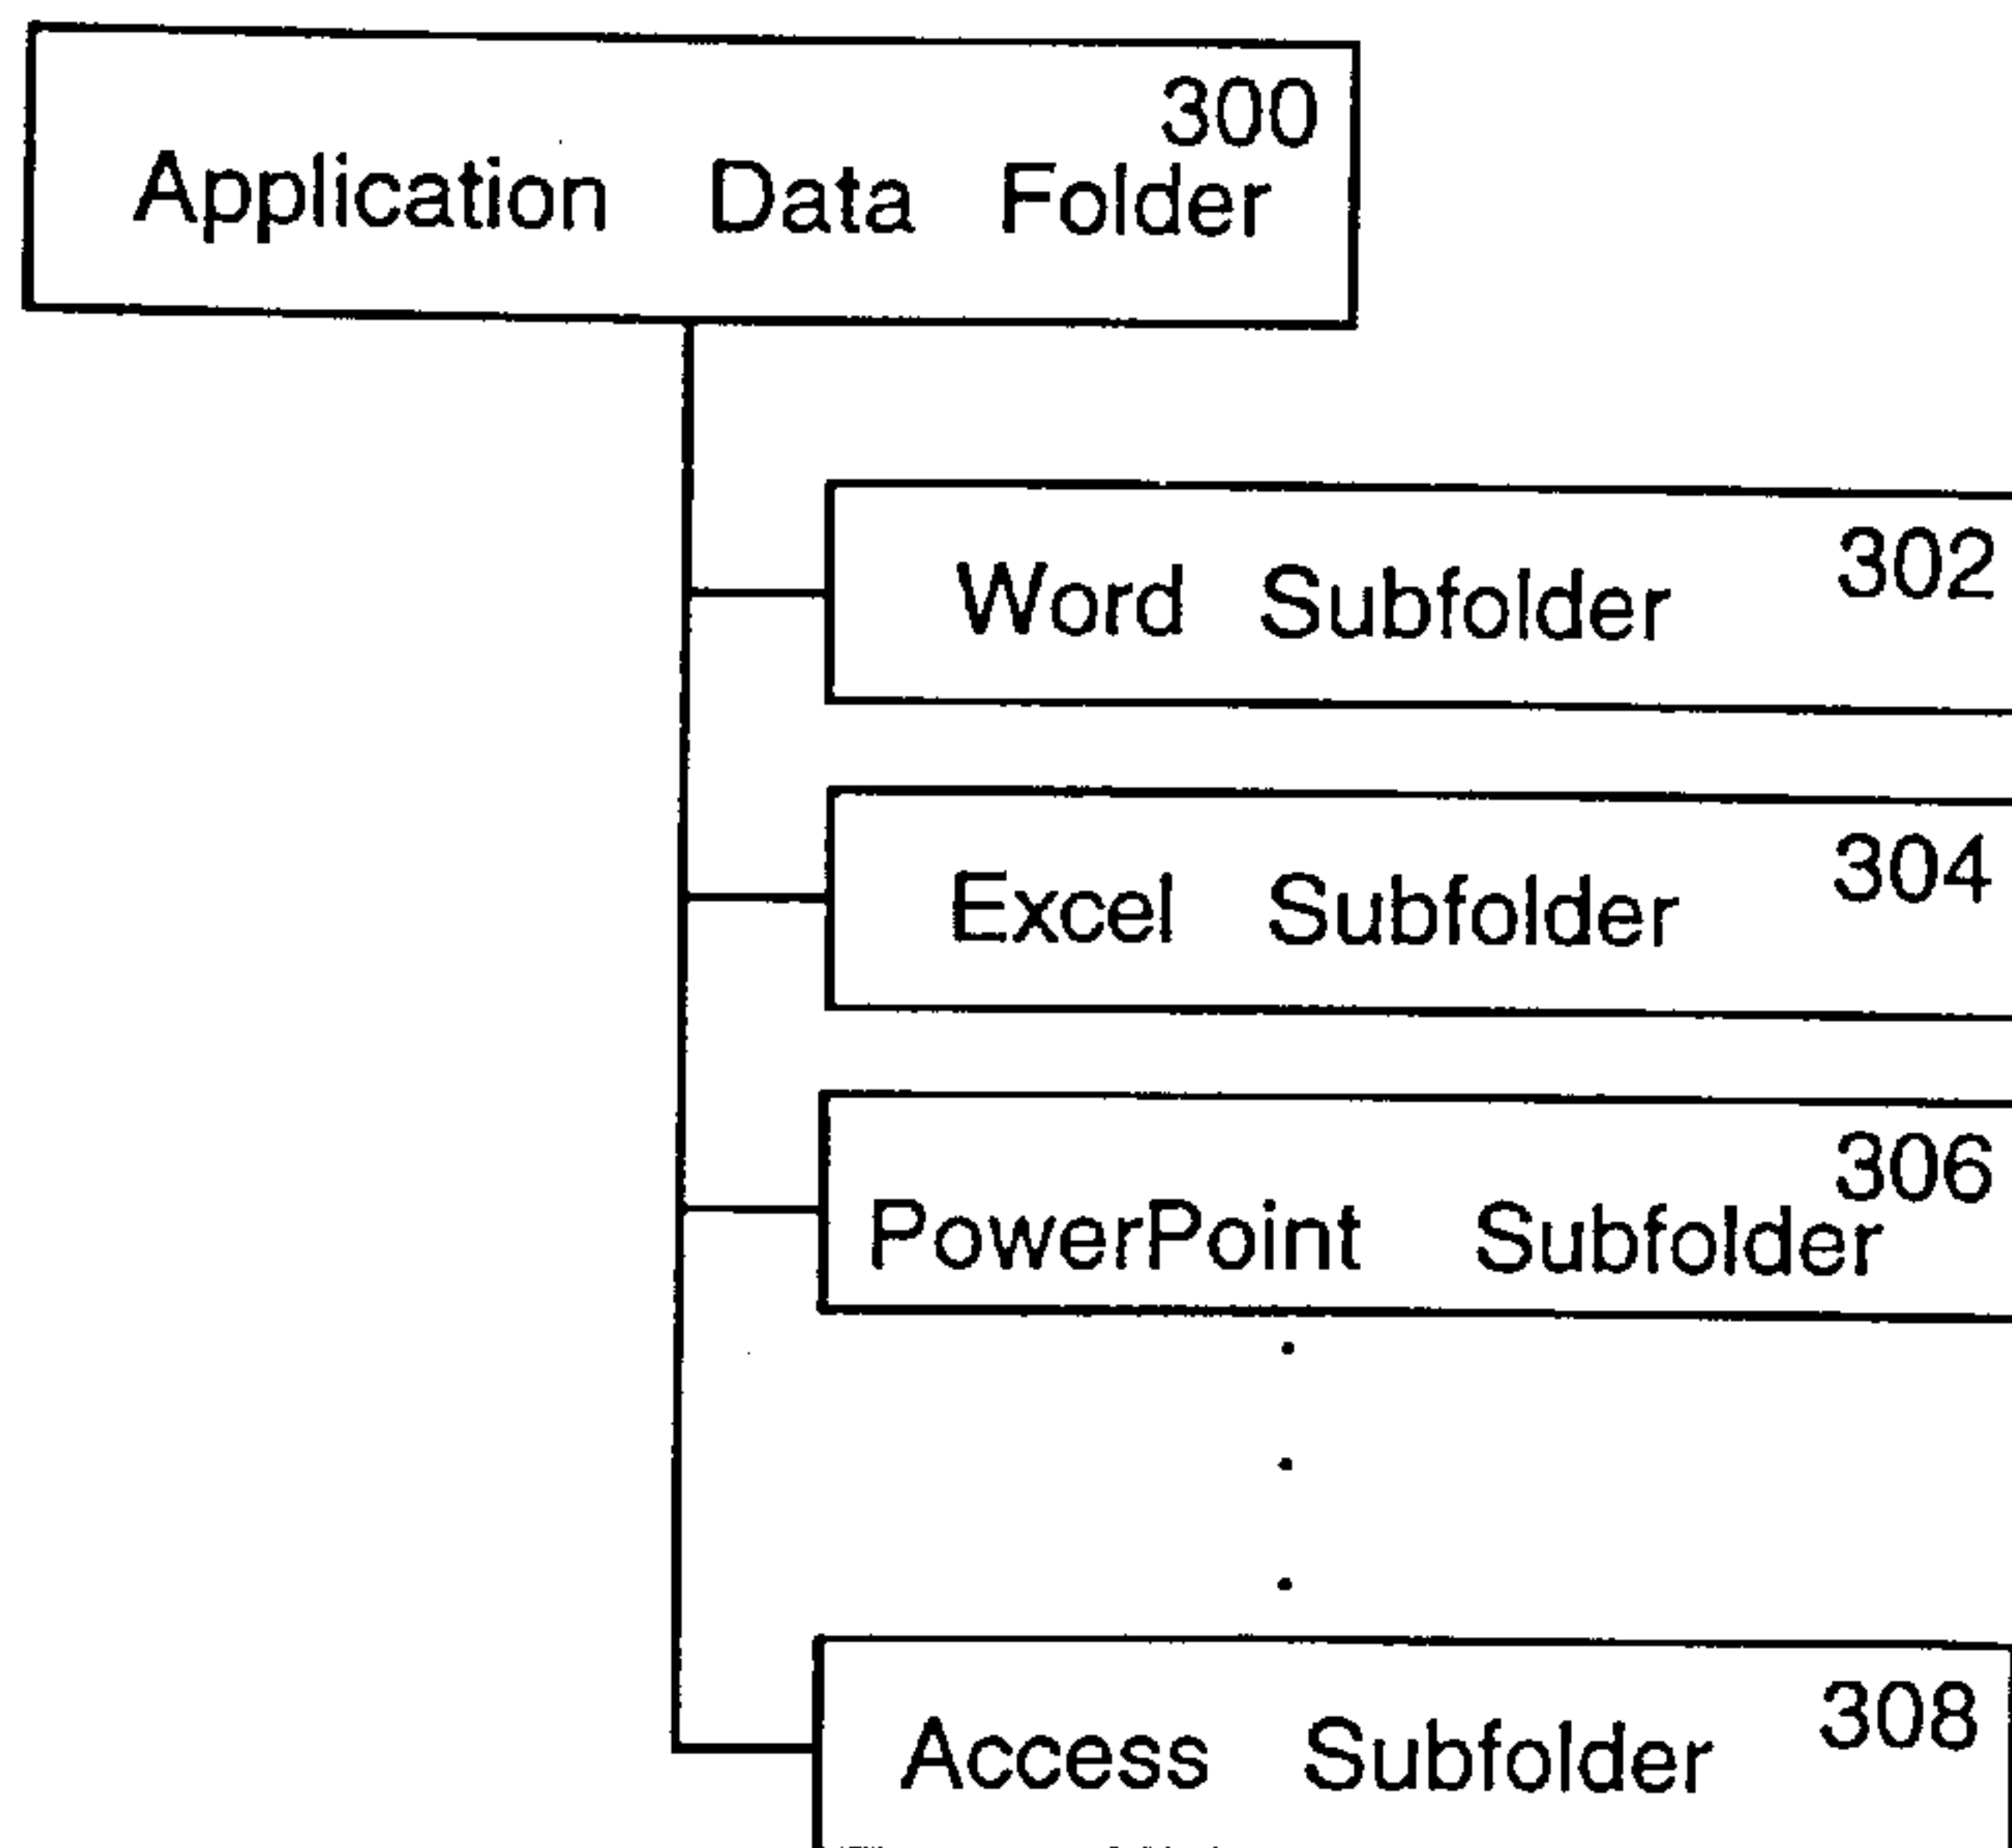 300
Application Data Folder
302
Word Subfolder
304
Excel Subfolder
306
PowerPoint Subfolder
308
Access Subfolder